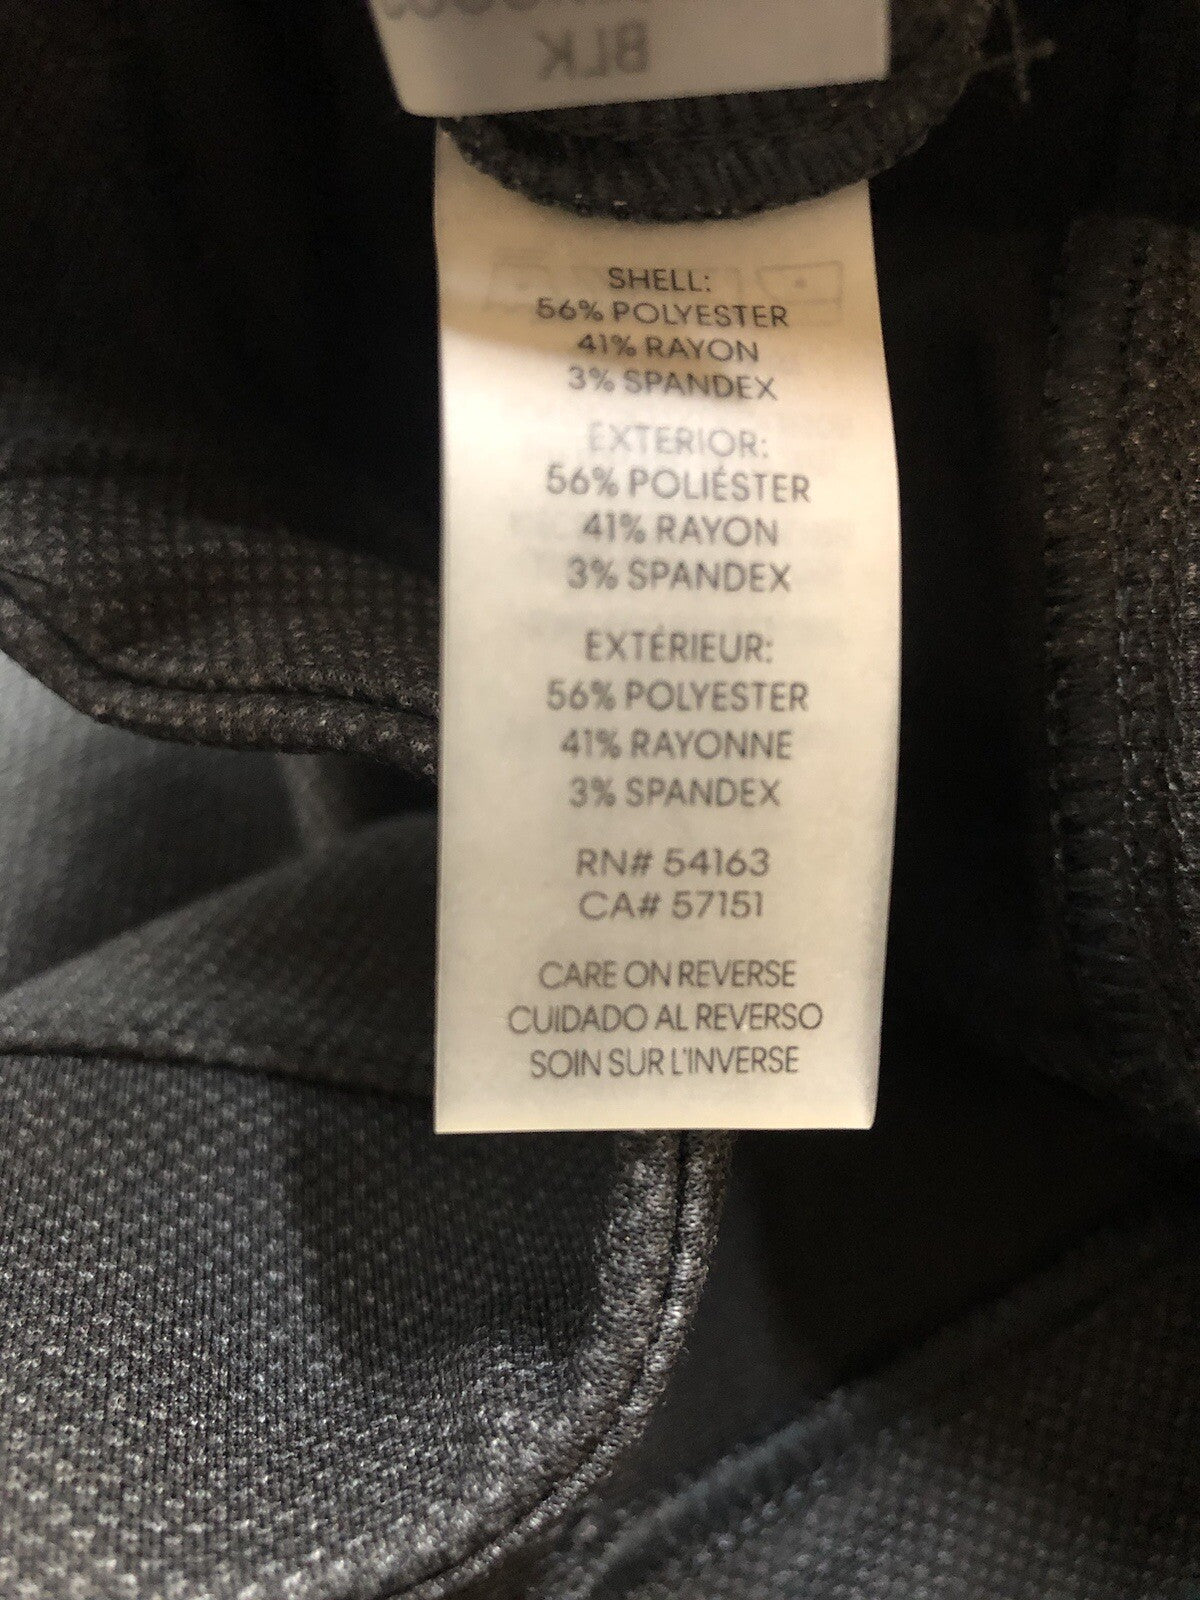 BLK
SHELL:
56% POLYESTER
41% RAYON
3% SPANDEX
EXTERIOR:
56% POLIÉSTER
41% RAYON
3% SPANDEX
EXTÉRIEUR:
56% POLYESTER
41% RAYONNE
3% SPANDEX
RN# 54163
CA# 57151
CARE ON REVERSE
CUIDADO AL REVERSO
SOIN SUR L'INVERSE